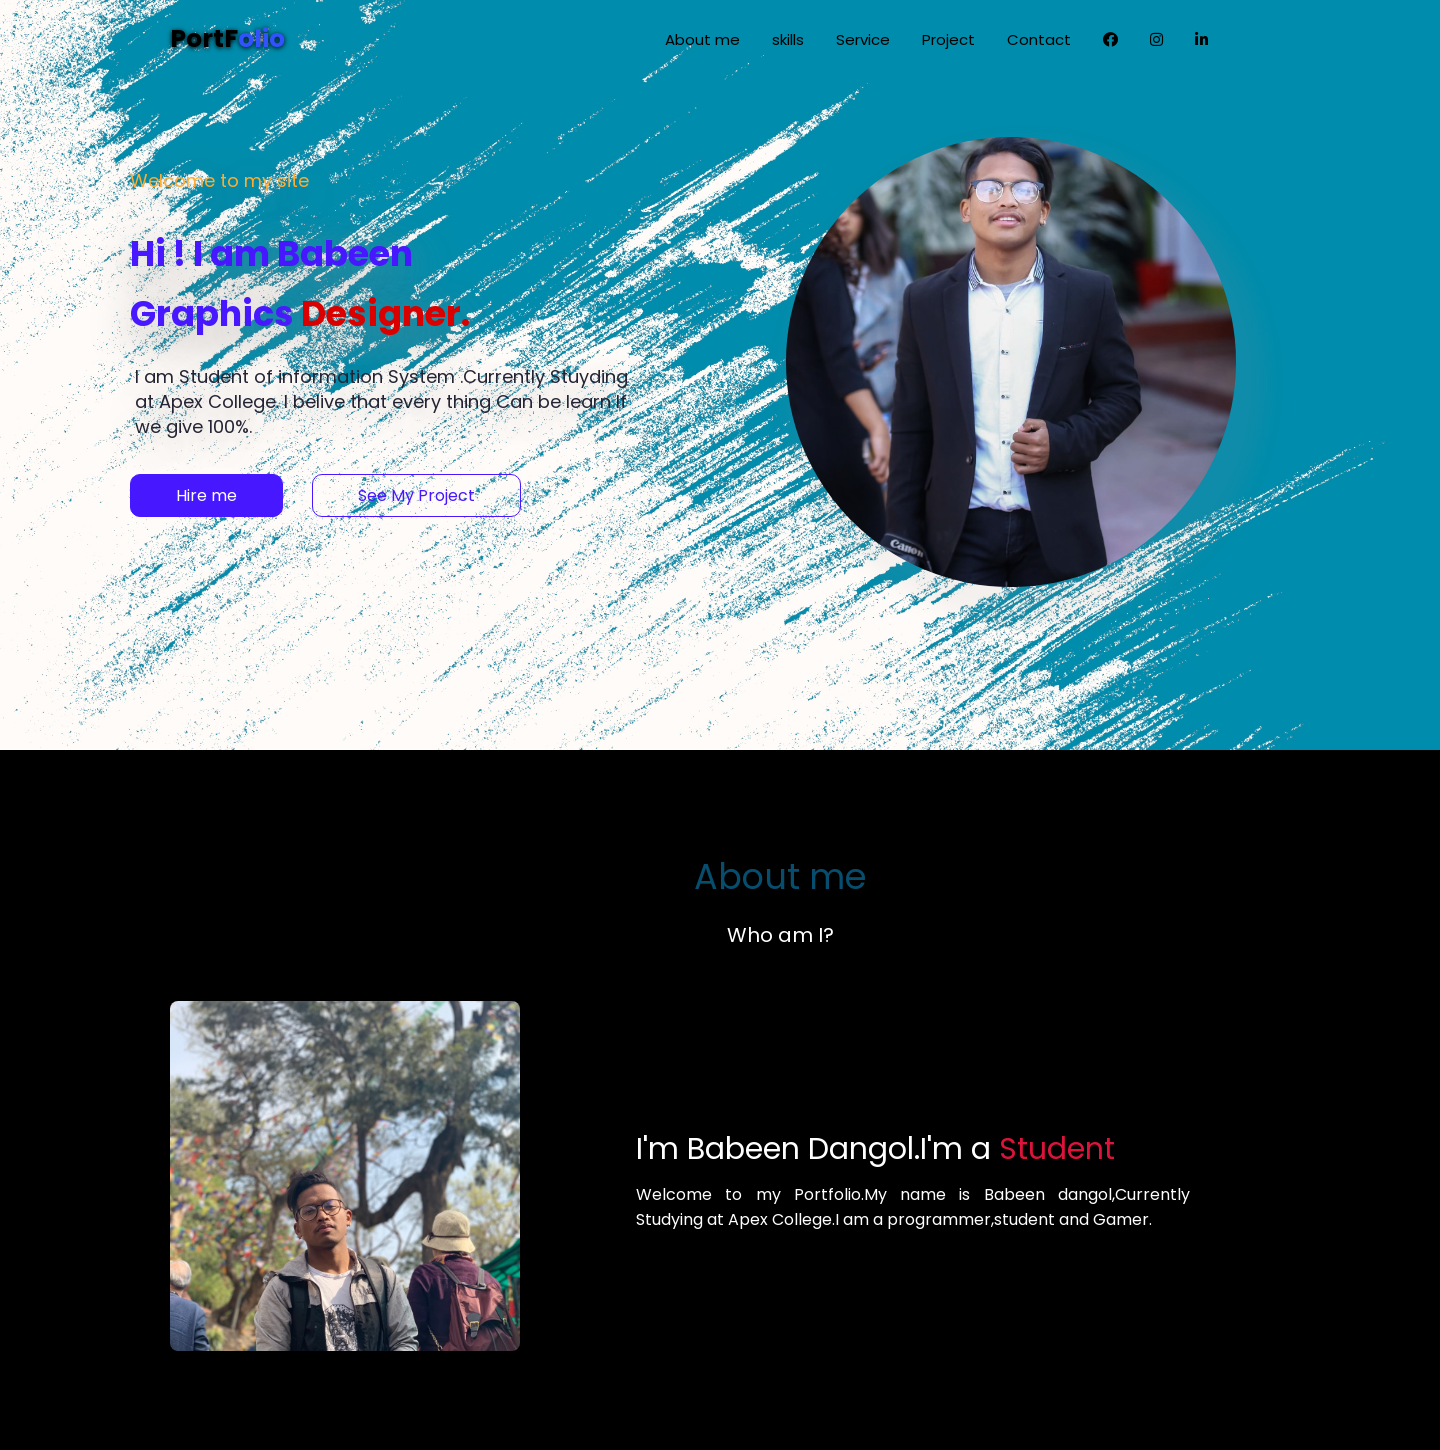 PortFolio
About me skills Service Project Contact
Welcome to my site
Hi ! I am Babeen
Graphics Designer.
I am Student of information System .Currently Stuyding
at Apex College. I belive that every thing Can be learn If
we give 100%.
Hire me See My Project
Canon
About me
Who am I?
I'm Babeen Dangol.I'm a Student
Welcome to my Portfolio.My name is Babeen dangol,Currently
Studying at Apex College.I am a programmer,student and Gamer.